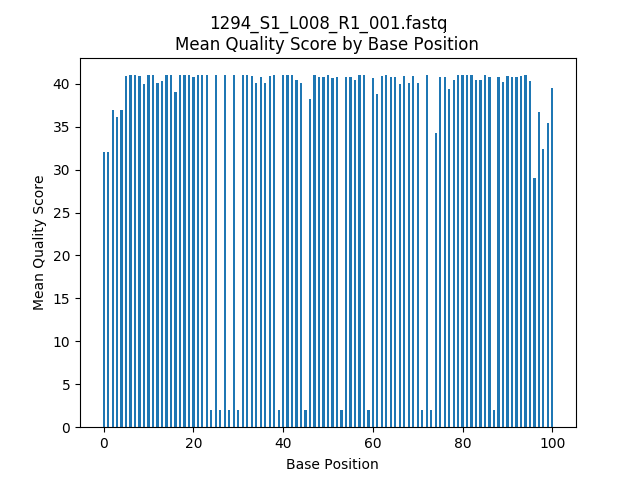 1294_S1_L008_R1_001.fastq
Mean Quality Score by Base Position
40
35
30
25
20
15
10
5
0
Mean Quality Score
0 20 40 60 80 100
Base Position